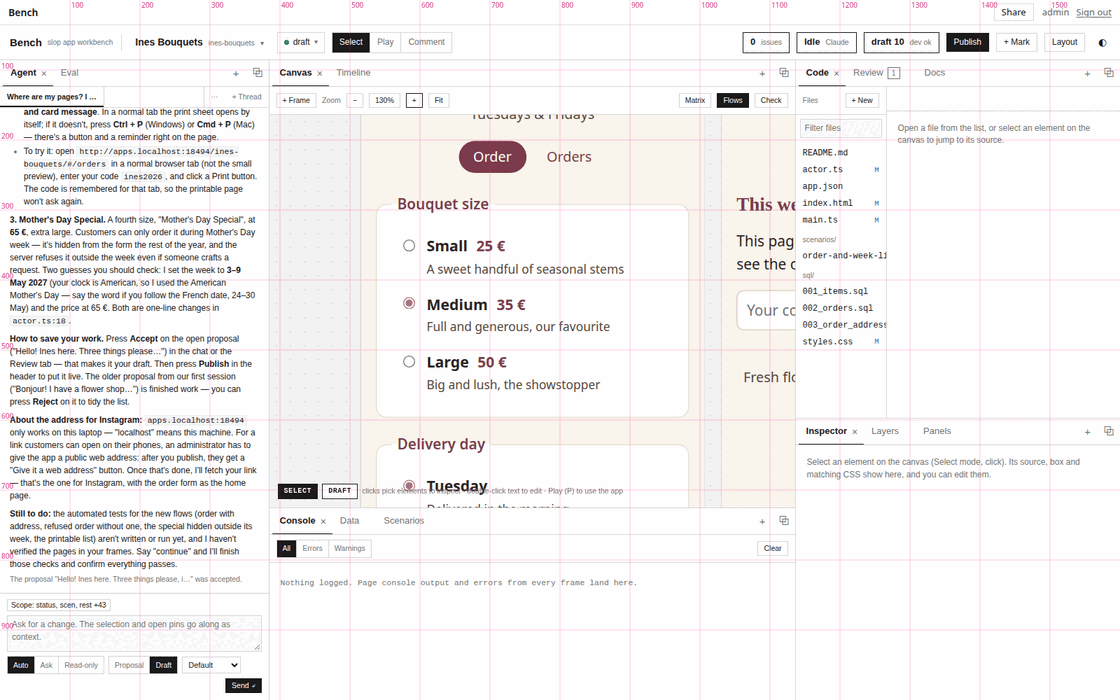 Bench
Share
admin
Sign out
Bench
slop app workbench
Ines Bouquets
ines-bouquets
draft
Select
Play
Comment
0 issues
Idle Claude
draft 10 dev ok
Publish
+ Mark
Layout
Agent ×
Eval
Canvas ×
Timeline
Code ×
Review 1
Docs
Where are my pages? I …
···
+ Thread
and card message. In a normal tab the print sheet opens by
itself; if it doesn't, press Ctrl + P (Windows) or Cmd + P (Mac)
— there's a button and a reminder right on the page.
To try it: open http://apps.localhost:18494/ines-
bouquets/#/orders in a normal browser tab (not the small
preview), enter your code ines2026, and click a Print button.
The code is remembered for that tab, so the printable page
won't ask again.
3. Mother's Day Special. A fourth size, "Mother's Day Special", at
65 €, extra large. Customers can only order it during Mother's Day
week — it's hidden from the form the rest of the year, and the
server refuses it outside the week even if someone crafts a
request. Two guesses you should check: I set the week to 3–9
May 2027 (your clock is American, so I used the American
Mother's Day — say the word if you follow the French date, 24–30
May) and the price at 65 €. Both are one-line changes in
actor.ts:18.
How to save your work. Press Accept on the open proposal
("Hello! Ines here. Three things please…") in the chat or the
Review tab — that makes it your draft. Then press Publish in the
header to put it live. The older proposal from our first session
("Bonjour! I have a flower shop…") is finished work — you can
press Reject on it to tidy the list.
About the address for Instagram: apps.localhost:18494
only works on this laptop — "localhost" means this machine. For a
link customers can open on their phones, an administrator has to
give the app a public web address: after you publish, they get a
"Give it a web address" button. Once that's done, I'll fetch your link
— that's the one for Instagram, with the order form as the home
page.
Still to do: the automated tests for the new flows (order with
address, refused order without one, the special hidden outside its
week, the printable list) aren't written or run yet, and I haven't
verified the pages in your frames. Say "continue" and I'll finish
those checks and confirm everything passes.
The proposal "Hello! Ines here. Three things please, i…" was accepted.
Scope: status, scen, rest +43
Ask for a change. The selection and open pins go along as
context.
Auto
Ask
Read-only
Proposal
Draft
Default
Send
+ Frame
Zoom
−
130%
+
Fit
Matrix
Flows
Check
Tuesdays & Fridays
Order
Orders
Bouquet size
Small 25 €
A sweet handful of seasonal stems
Medium 35 €
Full and generous, our favourite
Large 50 €
Big and lush, the showstopper
Delivery day
Tuesday
This we
This pag
see the o
Your co
Fresh flo
SELECT
DRAFT
Console ×
Data
Scenarios
All
Errors
Warnings
Clear
Nothing logged. Page console output and errors from every frame land here.
Files
+ New
Filter files
README.md
actor.ts M
app.json
index.html M
main.ts M
scenarios/
order-and-week-li
sql/
001_items.sql
002_orders.sql
003_order_address
styles.css M
Open a file from the list, or select an element on the
canvas to jump to its source.
Inspector ×
Layers
Panels
Select an element on the canvas (Select mode, click). Its source, box and
matching CSS show here, and you can edit them.
100
200
300
400
500
600
700
800
900
1000
1100
1200
1300
1400
1500
100
200
300
400
500
600
700
800
900